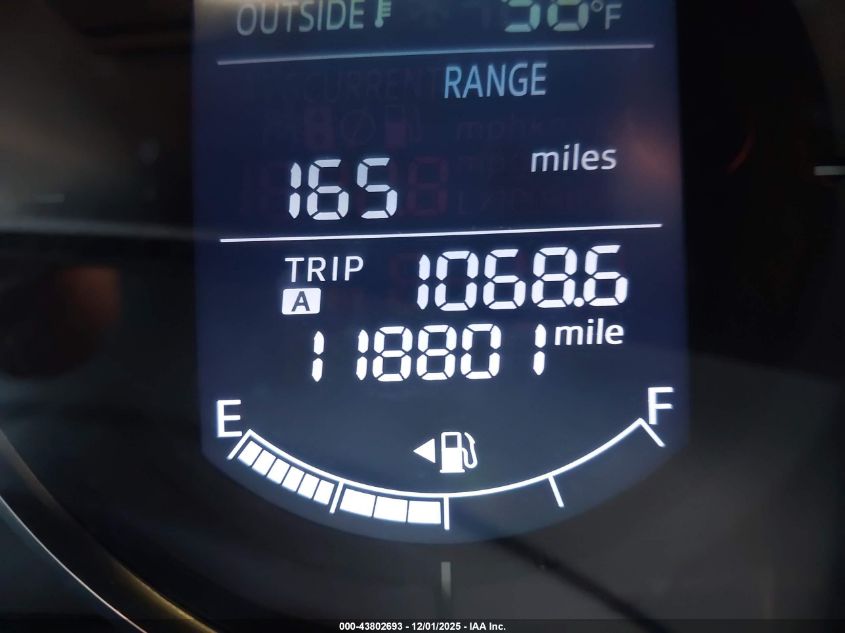 OUTSIDE °F
RANGE
miles
165
TRIP 1068.6
A
118801 mile
E F
000-43802693 - 12/01/2025 - IAA Inc.